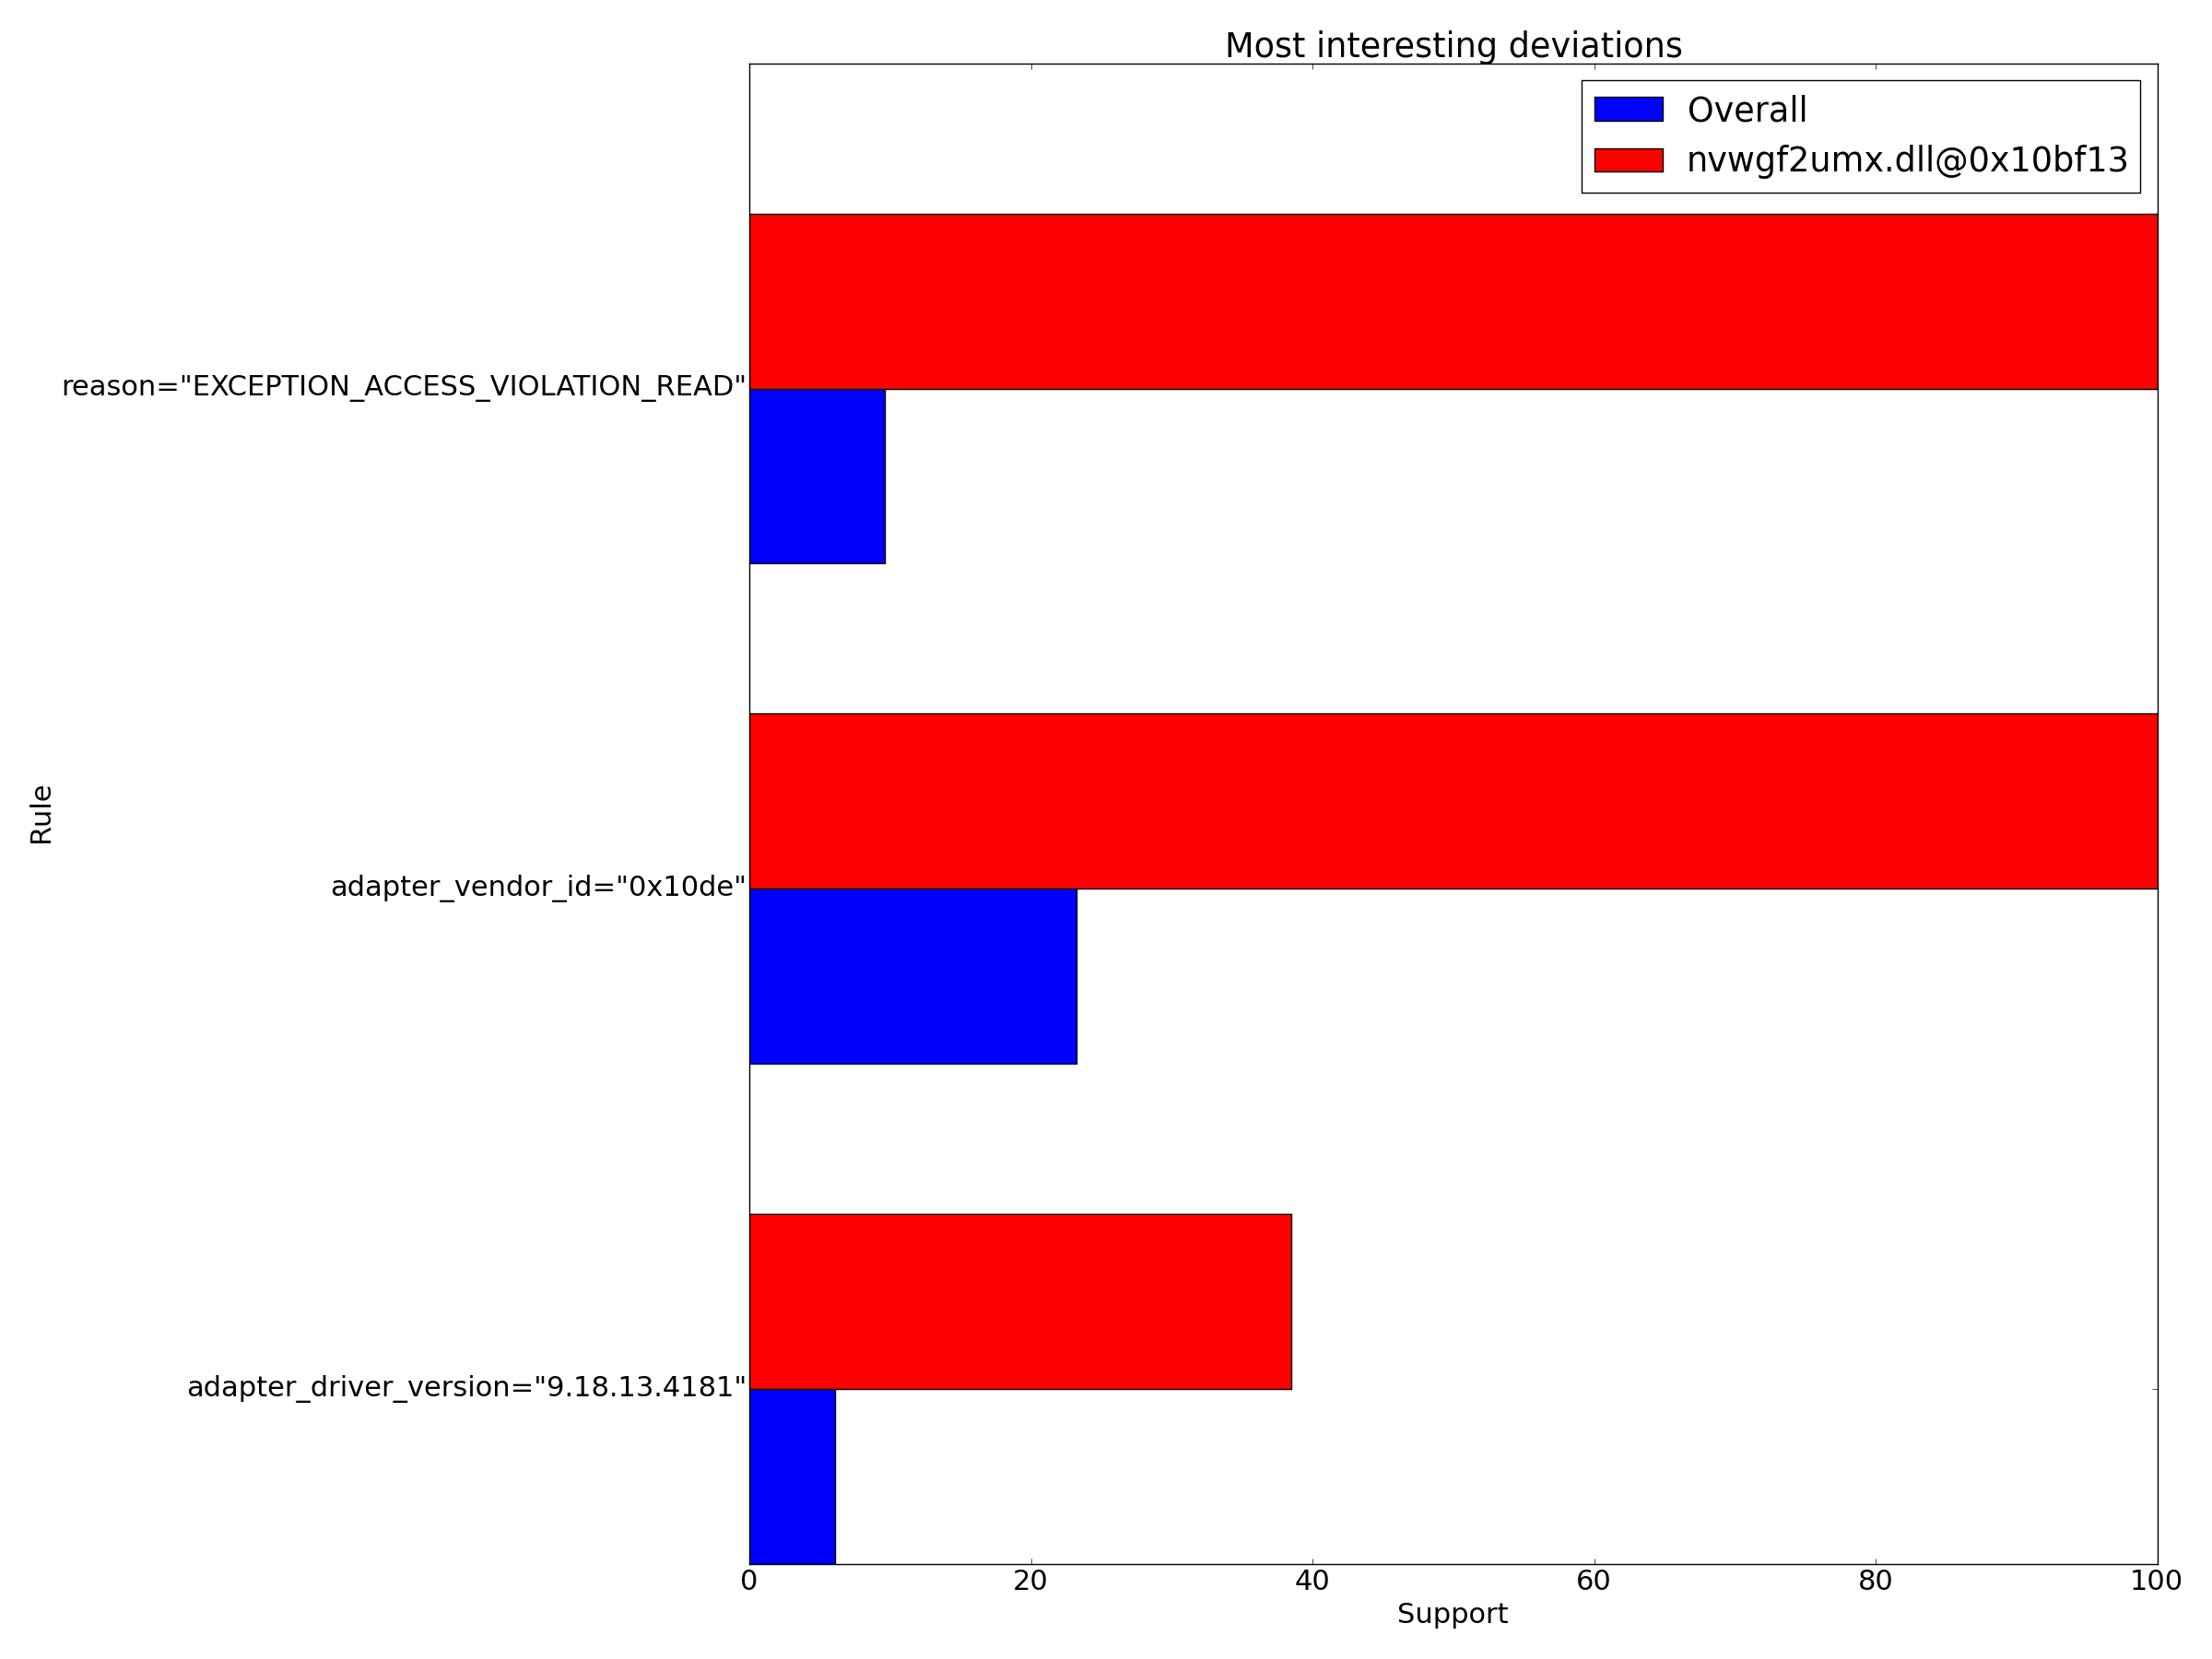 Most interesting deviations
Overall
nvwgf2umx.dll@0x10bf13
reason="EXCEPTION_ACCESS_VIOLATION_READ"
Rule
adapter_vendor_id="0x10de"
adapter_driver_version="9.18.13.4181"
0 20 40 60 80 100
Support